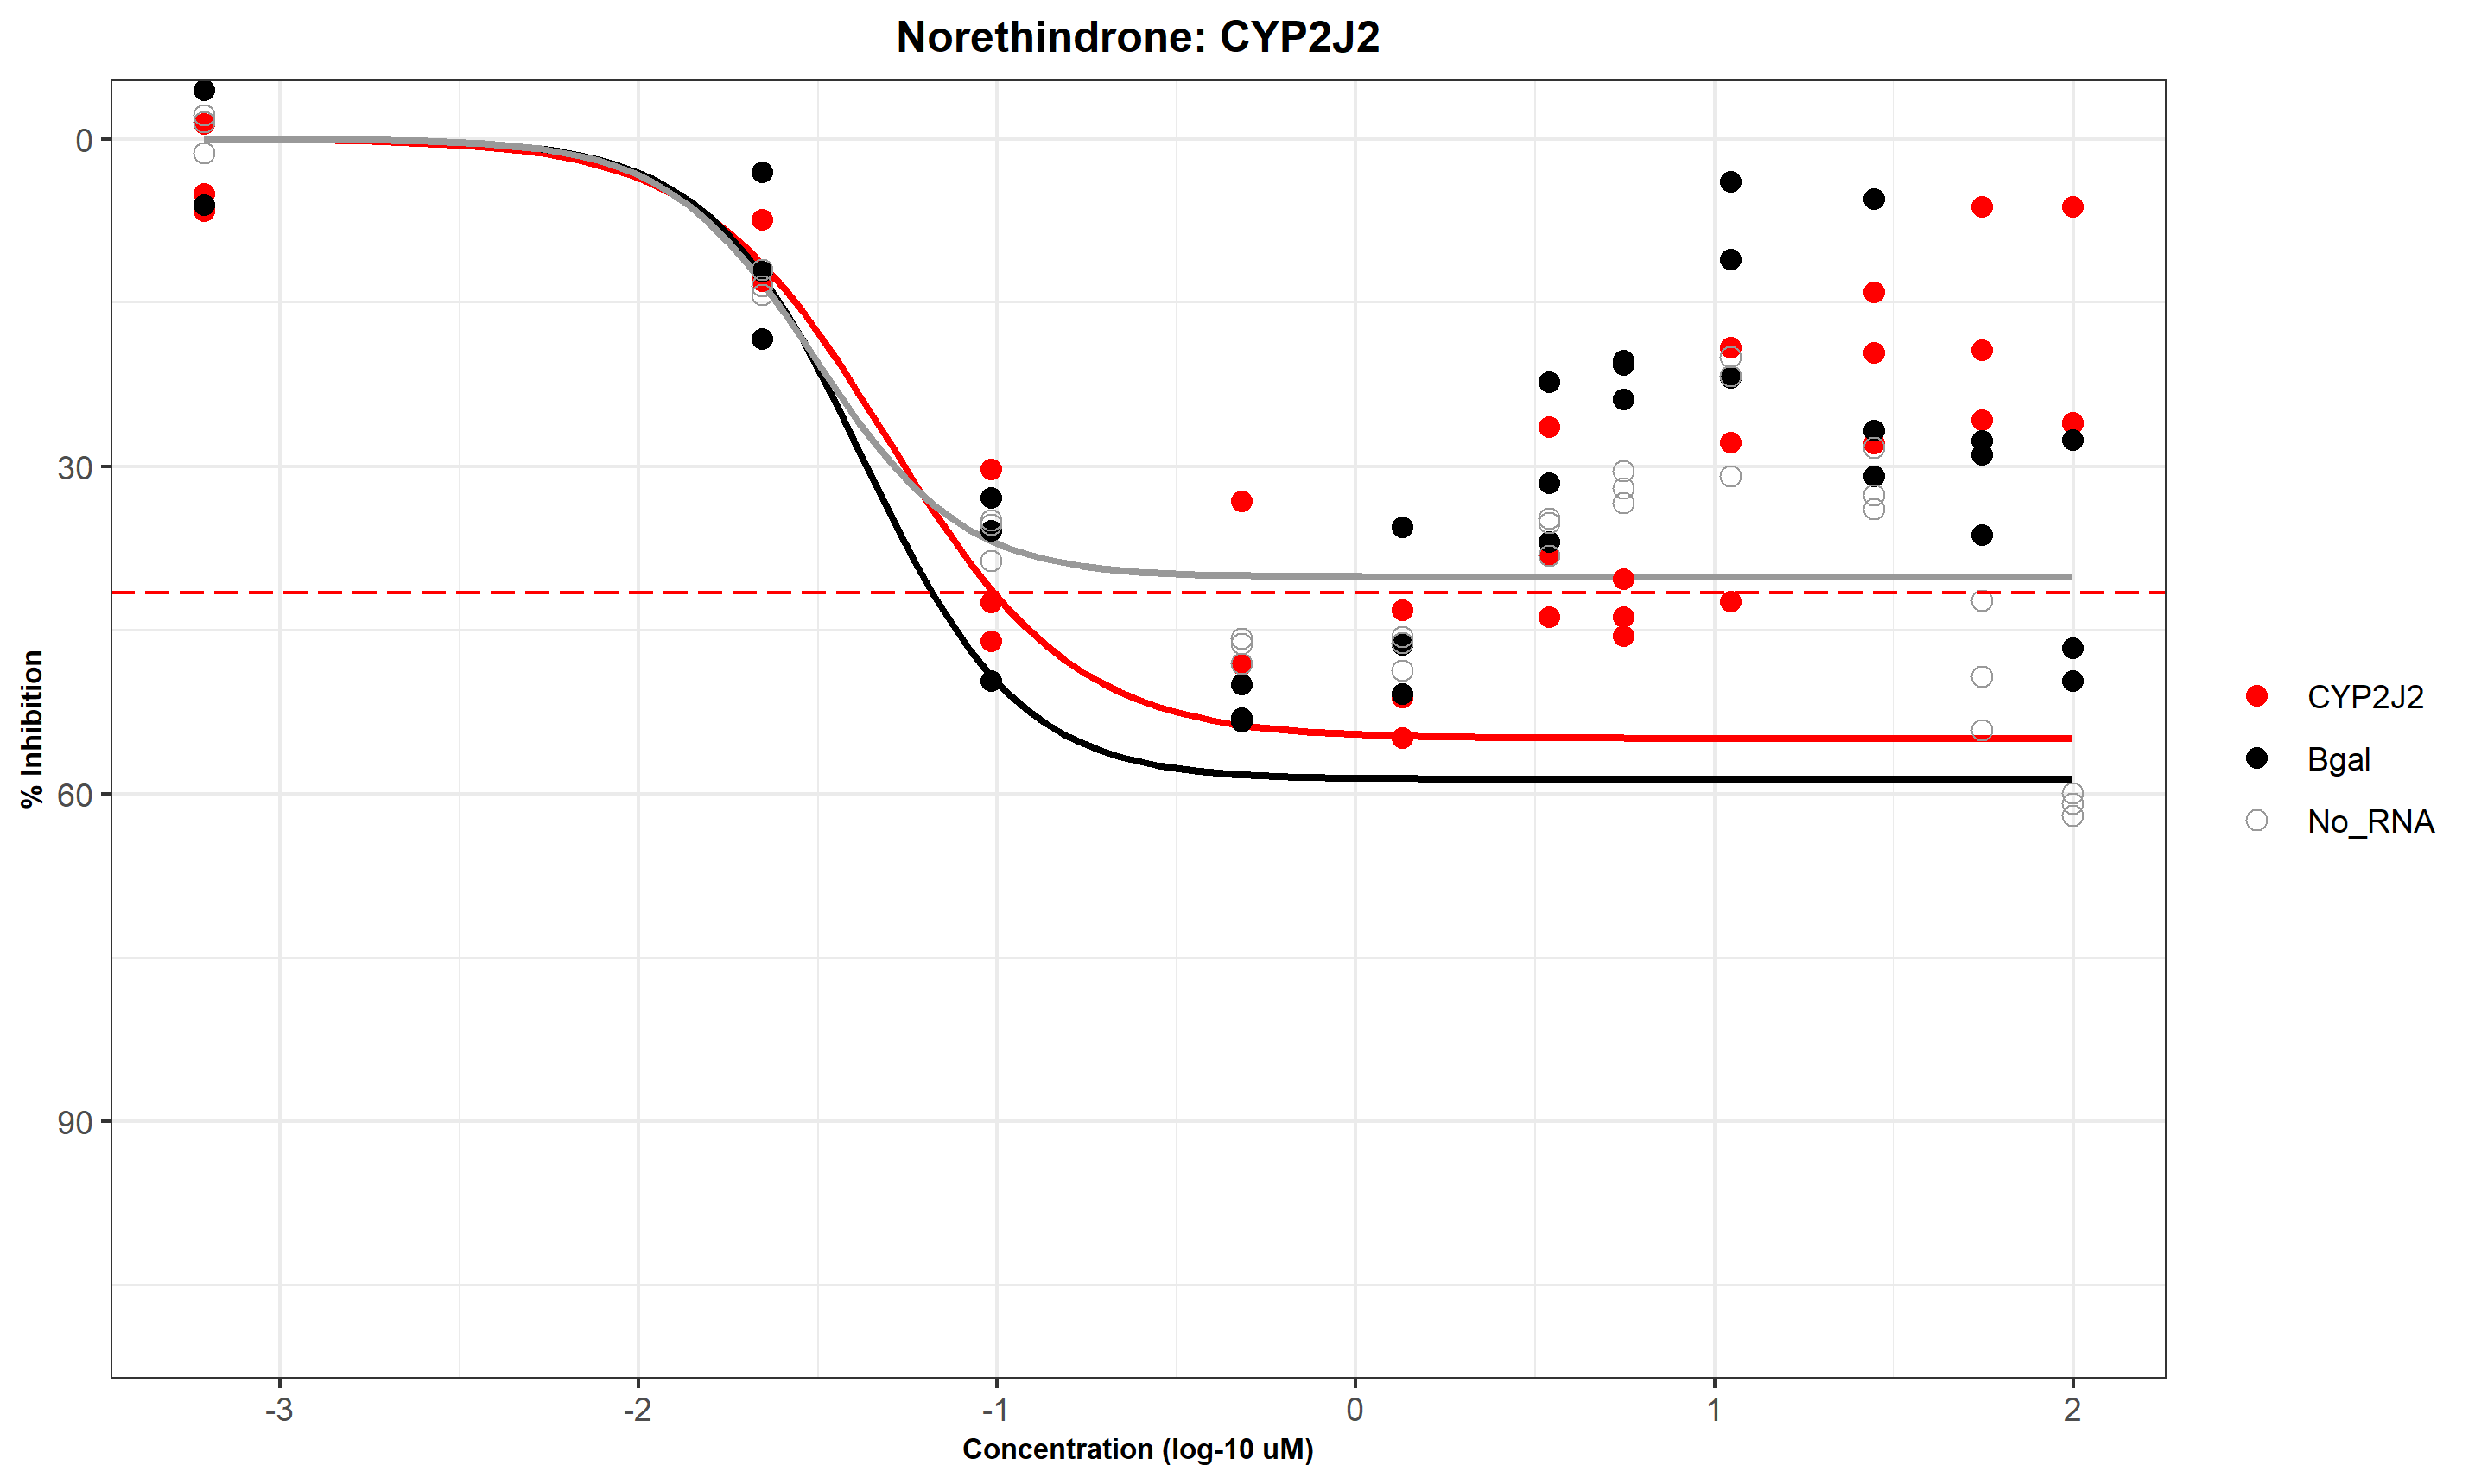 Norethindrone: CYP2J2
0
30
60
90
% Inhibition
-3
-2
-1
0
1
2
Concentration (log-10 uM)
CYP2J2
Bgal
No_RNA